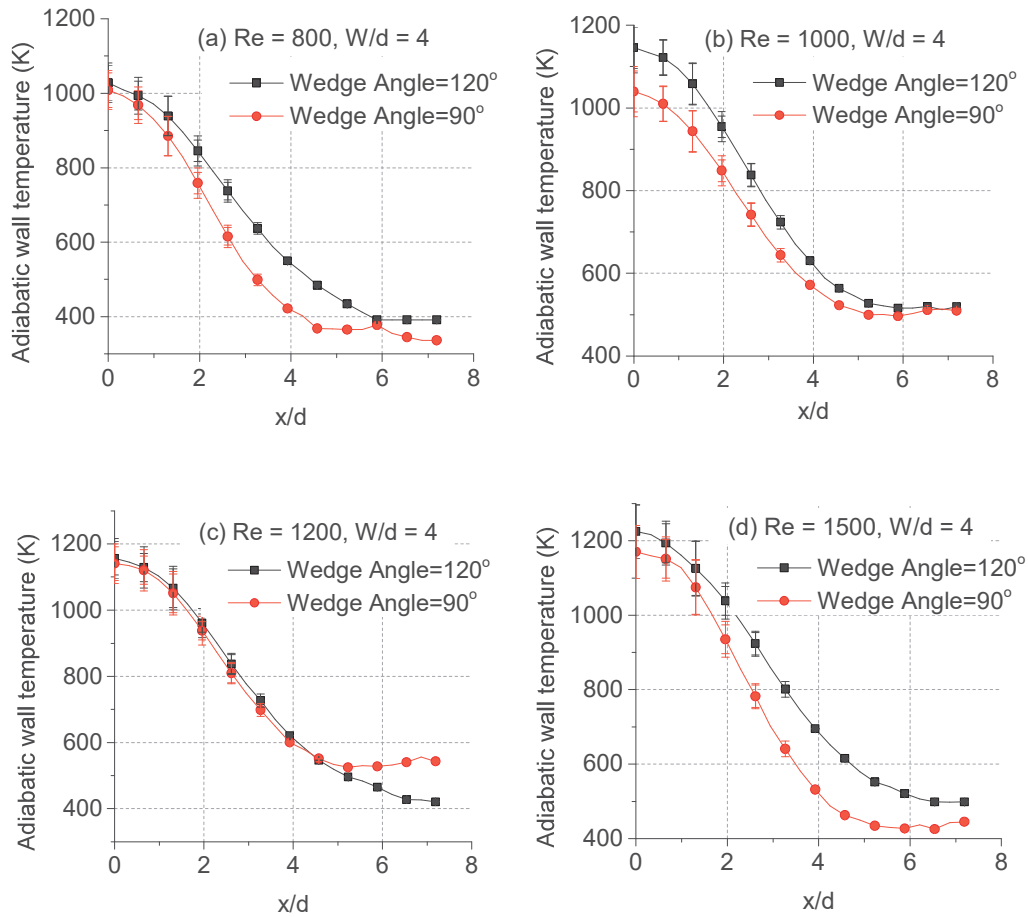 (a) Re = 800, W/d = 4
Wedge Angle=120°
Wedge Angle=90°
Adiabatic wall temperature (K)
1200
1000
800
600
400
0 2 4 6 8
x/d
(b) Re = 1000, W/d = 4
Wedge Angle=120°
Wedge Angle=90°
Adiabatic wall temperature (K)
1200
1000
800
600
400
0 2 4 6 8
x/d
(c) Re = 1200, W/d = 4
Wedge Angle=120°
Wedge Angle=90°
Adiabatic wall temperature (K)
1200
1000
800
600
400
0 2 4 6 8
x/d
(d) Re = 1500, W/d = 4
Wedge Angle=120°
Wedge Angle=90°
Adiabatic wall temperature (K)
1200
1000
800
600
400
0 2 4 6 8
x/d